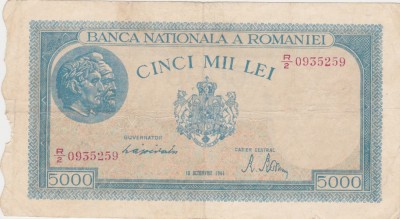 BANCA NATIONALA A ROMANIEI
R/2 0935259
CINCI MII LEI
GUVERNATOR
CASIER CENTRAL
R/2 0935259
5000
5000